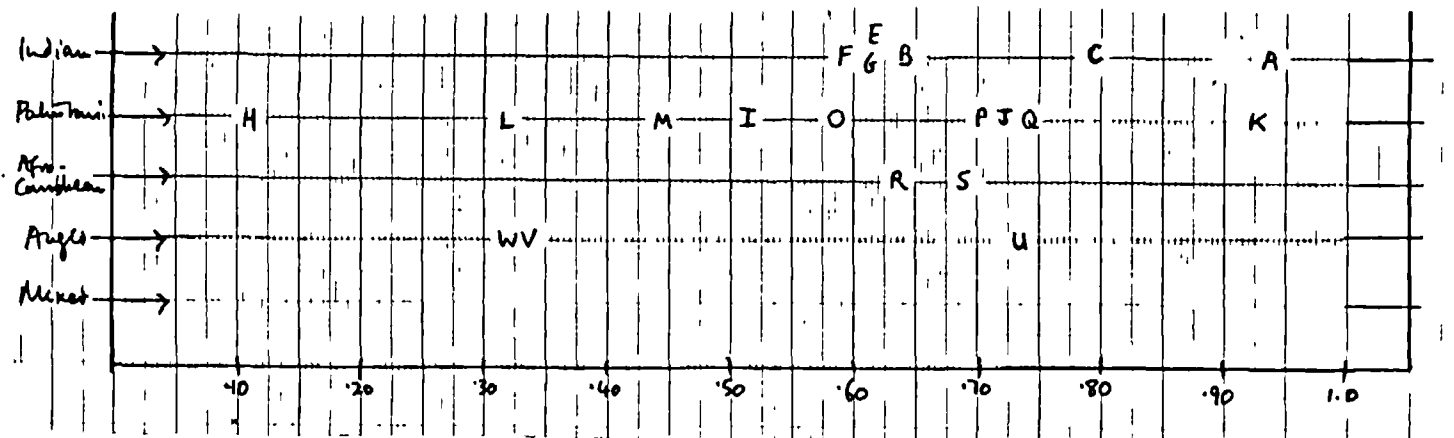 E
Indian F G B C A
Pakistani H L M I O P J Q K
Afro-
Caribbean R S
Anglo W V U
Mixed
.10 .20 .30 .40 .50 .60 .70 .80 .90 1.0